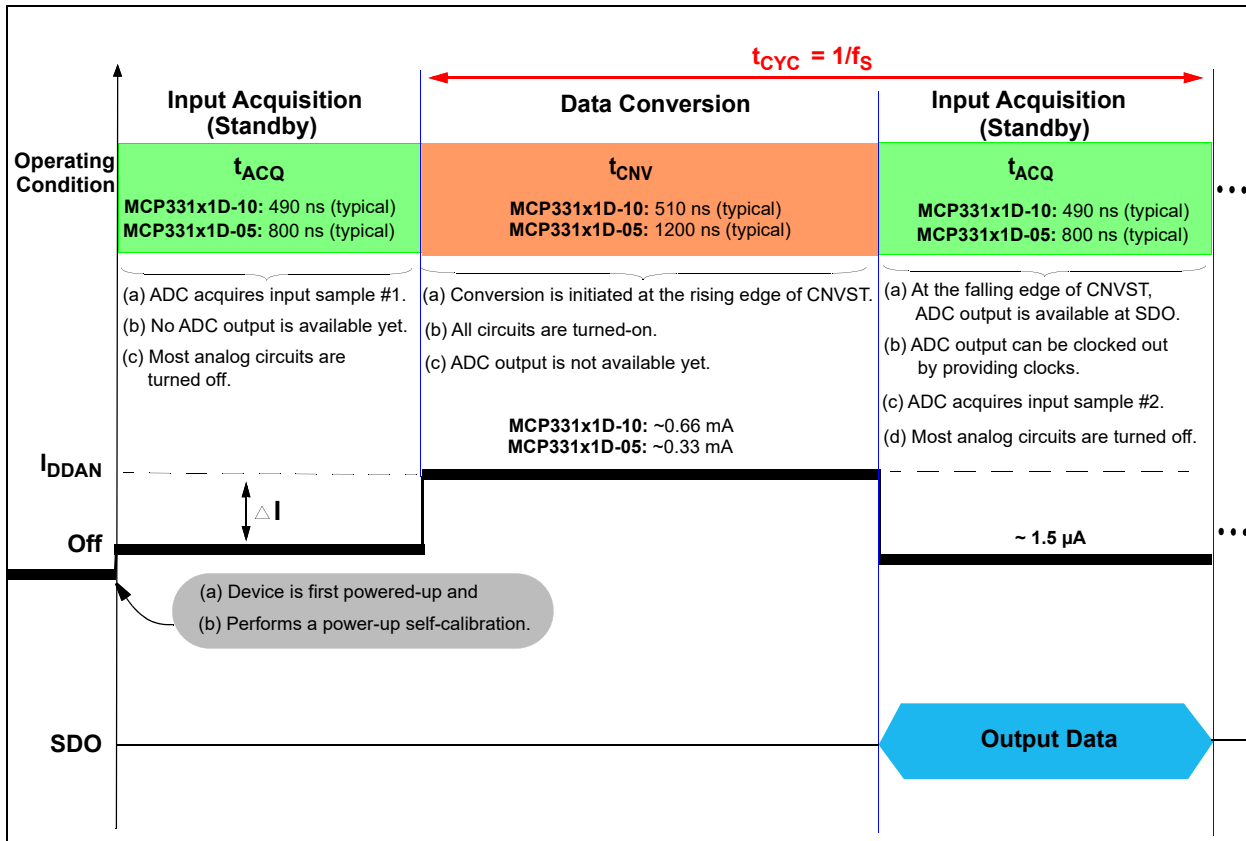 tCYC = 1/fS
Input Acquisition
(Standby)
Data Conversion
Input Acquisition
(Standby)
Operating
Condition
tACQ
MCP331x1D-10: 490 ns (typical)
MCP331x1D-05: 800 ns (typical)
tCNV
MCP331x1D-10: 510 ns (typical)
MCP331x1D-05: 1200 ns (typical)
tACQ
MCP331x1D-10: 490 ns (typical)
MCP331x1D-05: 800 ns (typical)
(a) ADC acquires input sample #1.
(b) No ADC output is available yet.
(c) Most analog circuits are
turned off.
(a) Conversion is initiated at the rising edge of CNVST.
(b) All circuits are turned-on.
(c) ADC output is not available yet.
(a) At the falling edge of CNVST,
ADC output is available at SDO.
(b) ADC output can be clocked out
by providing clocks.
(c) ADC acquires input sample #2.
(d) Most analog circuits are turned off.
MCP331x1D-10: ~0.66 mA
MCP331x1D-05: ~0.33 mA
IDDAN
△ I
Off
~ 1.5 µA
(a) Device is first powered-up and
(b) Performs a power-up self-calibration.
SDO
Output Data